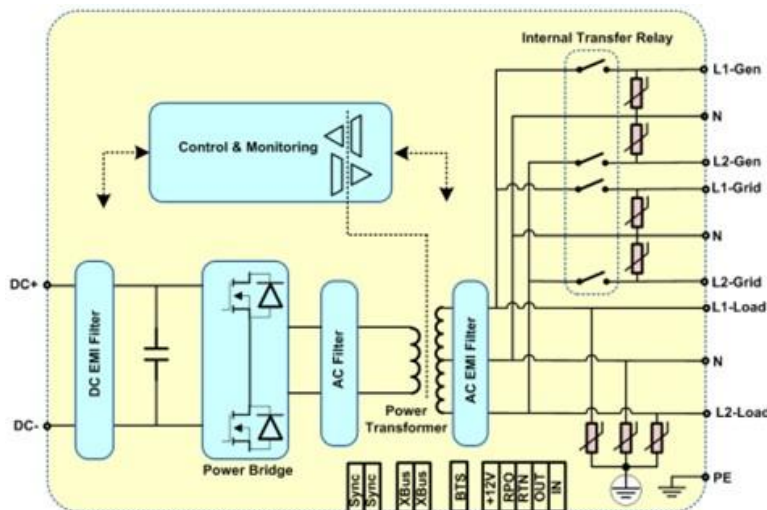 Internal Transfer Relay
L1-Gen
N
L2-Gen
L1-Grid
N
L2-Grid
L1-Load
N
L2-Load
PE
Control & Monitoring
DC+
DC-
DC EMI Filter
Power Bridge
AC Filter
Power
Transformer
AC EMI Filter
Sync
Sync
XBus
XBus
BTS
+12V
RPO
RTN
OUT
IN